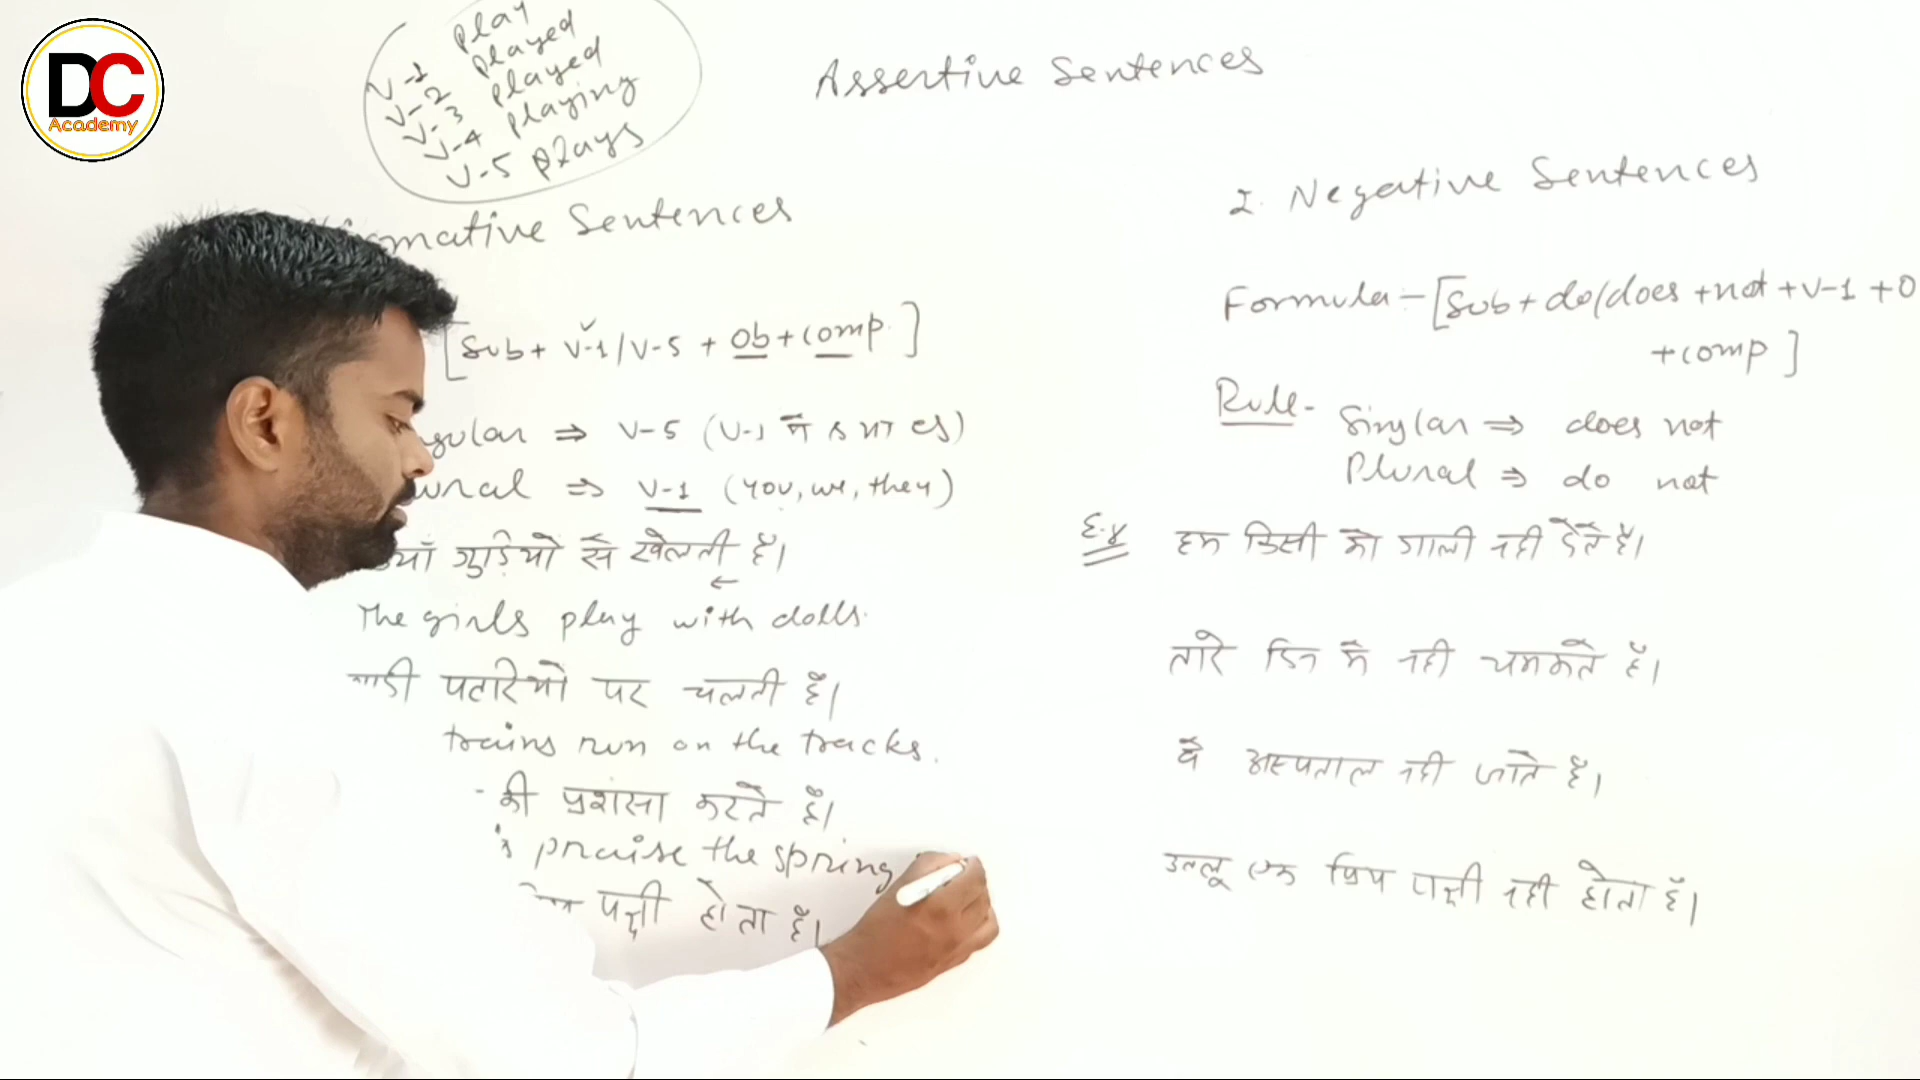 DC
Academy
V-1 play
V-2 played
V-3 played
V-4 playing
V-5 plays
Assertive Sentences
Sentences
[Sub + V-1/V-5 + Ob + comp.]
⇒ V-5 (V-1 में s या es)
⇒ V-1 (you, we, they)
गुडियो से खेलती हैं।
The girls play with dolls.
पटरियो पर चलती हैं।
trains run on the tracks.
की प्रशंसा करते हैं।
praise the spring
पक्षी होता है।
2. Negative Sentences
Formula - [Sub + do/does + not + V-1 + O
+ comp]
Rule - Singlar ⇒ does not
Plural ⇒ do not
E.x हम किसी को गाली नही देते हैं।
तारे दिन में नही चमकते हैं।
वे अस्पताल नही जाते हैं।
उल्लू एक प्रिय पक्षी नही होता है।